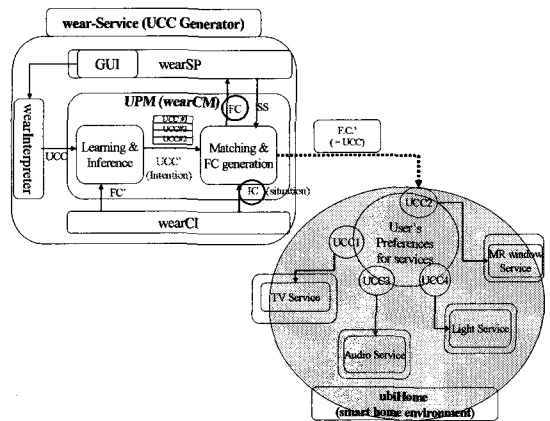 wear-Service (UCC Generator)
GUI
wearSP
wearInterpreter
UPM (wearCM)
FC
SS
UCC'#1
UCC#2
UCC#2
Learning &
Inference
Matching &
FC generation
UCC
UCC'
(Intention)
FC'
IC
(situation)
wearCI
F.C.'
( = UCC)
UCC2
User's
Preferences
for services
UCC1
UCC3
UCC4
MR window
Service
TV Service
Light Service
Audio Service
ubiHome
(smart home environment)